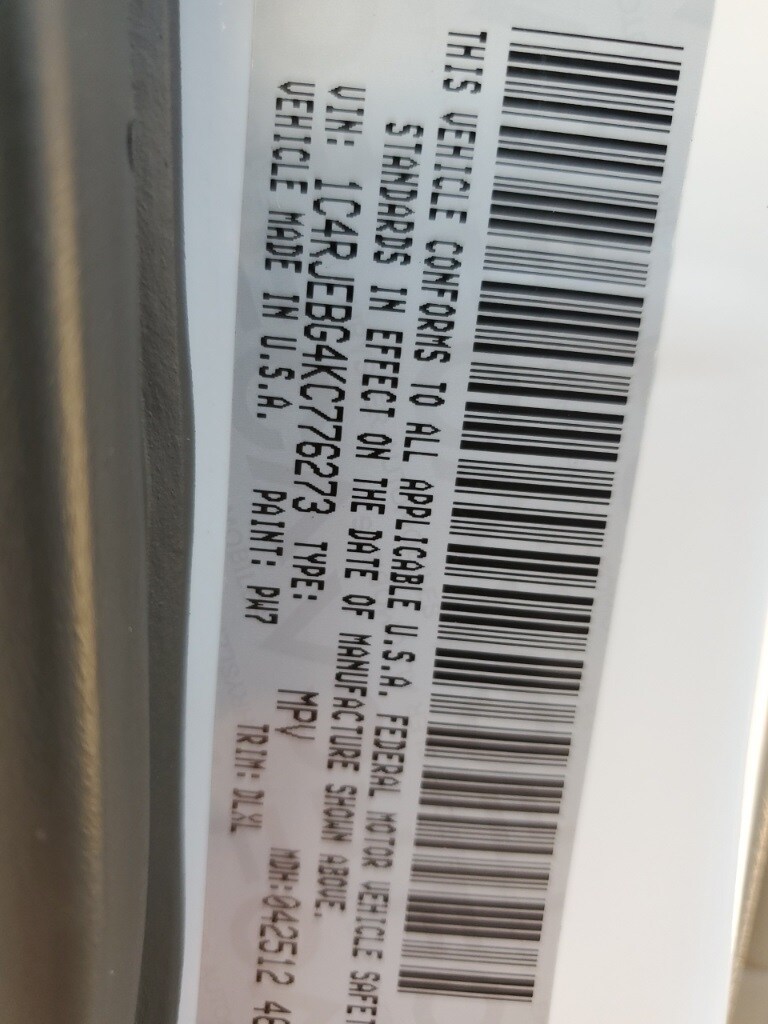 THIS VEHICLE CONFORMS TO ALL APPLICABLE U.S.A. FEDERAL MOTOR VEHICLE SAFET
STANDARDS IN EFFECT ON THE DATE OF MANUFACTURE SHOWN ABOVE.
VIN: 1C4RJEBG4KC776273 TYPE: MPV MDH:042512 46
VEHICLE MADE IN U.S.A. PAINT: PW7 TRIM: DLXL